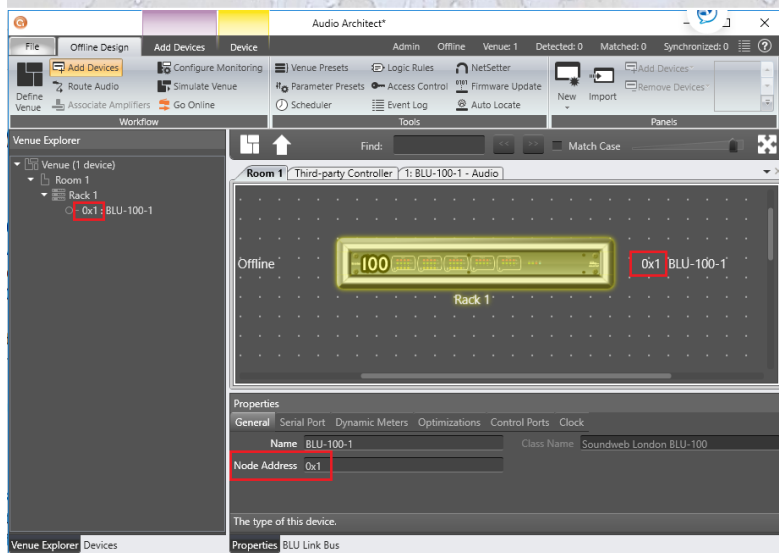 Audio Architect*
File Offline Design Add Devices Device Admin Offline Venue: 1 Detected: 0 Matched: 0 Synchronized: 0
Define Venue
Add Devices
Route Audio
Associate Amplifiers
Configure Monitoring
Simulate Venue
Go Online
Workflow
Venue Presets
Parameter Presets
Scheduler
Logic Rules
Access Control
Event Log
NetSetter
Firmware Update
Auto Locate
Tools
New
Import
Add Devices
Remove Devices
Panels
Venue Explorer
Venue (1 device)
Room 1
Rack 1
0x1 : BLU-100-1
Find: << >> Match Case
Room 1 Third-party Controller 1: BLU-100-1 - Audio
Offline 100 0x1 BLU-100-1
Rack 1
Properties
General Serial Port Dynamic Meters Optimizations Control Ports Clock
Name BLU-100-1 Class Name Soundweb London BLU-100
Node Address 0x1
The type of this device.
Venue Explorer Devices Properties BLU Link Bus